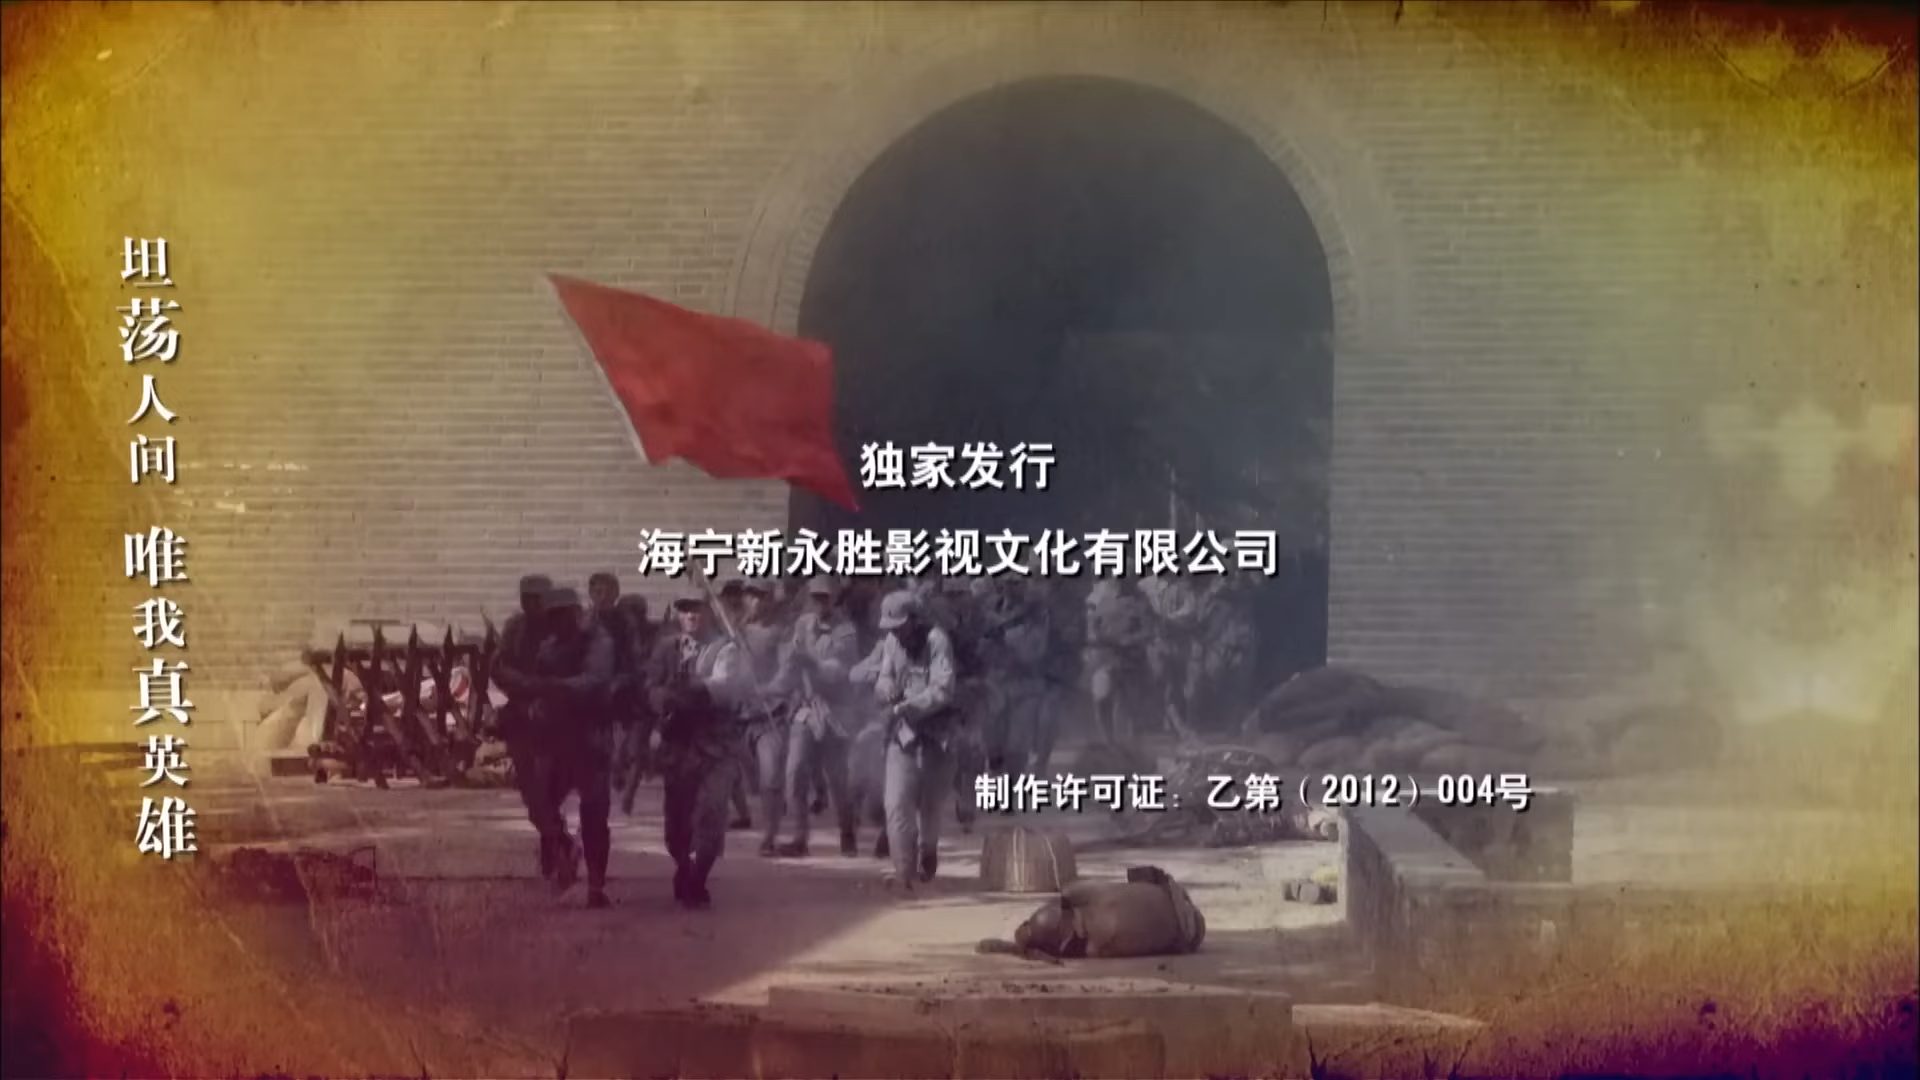 坦荡人间 唯我真英雄
独家发行
海宁新永胜影视文化有限公司
制作许可证：乙第（2012）004号